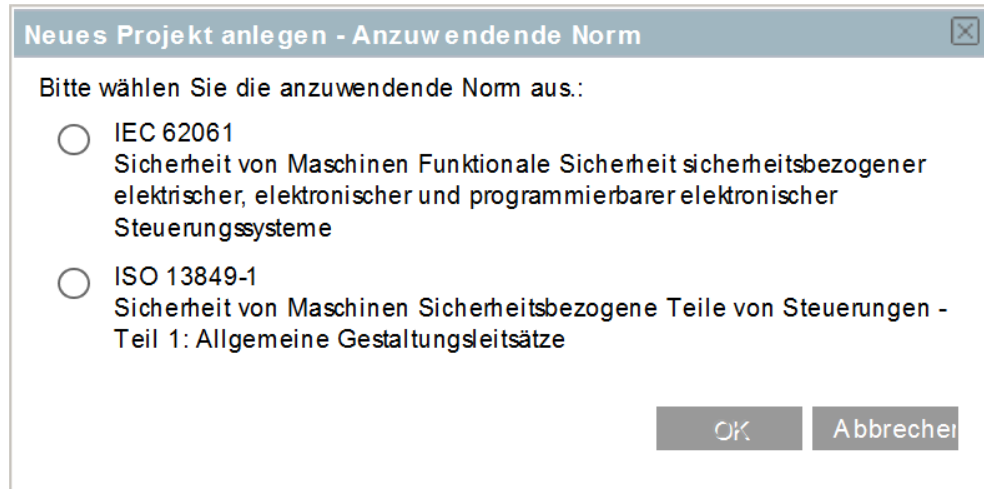 Neues Projekt anlegen - Anzuwendende Norm
Bitte wählen Sie die anzuwendende Norm aus.:
IEC 62061
Sicherheit von Maschinen Funktionale Sicherheit sicherheitsbezogener
elektrischer, elektronischer und programmierbarer elektronischer
Steuerungssysteme
ISO 13849-1
Sicherheit von Maschinen Sicherheitsbezogene Teile von Steuerungen -
Teil 1: Allgemeine Gestaltungsleitsätze
OK Abbrecher